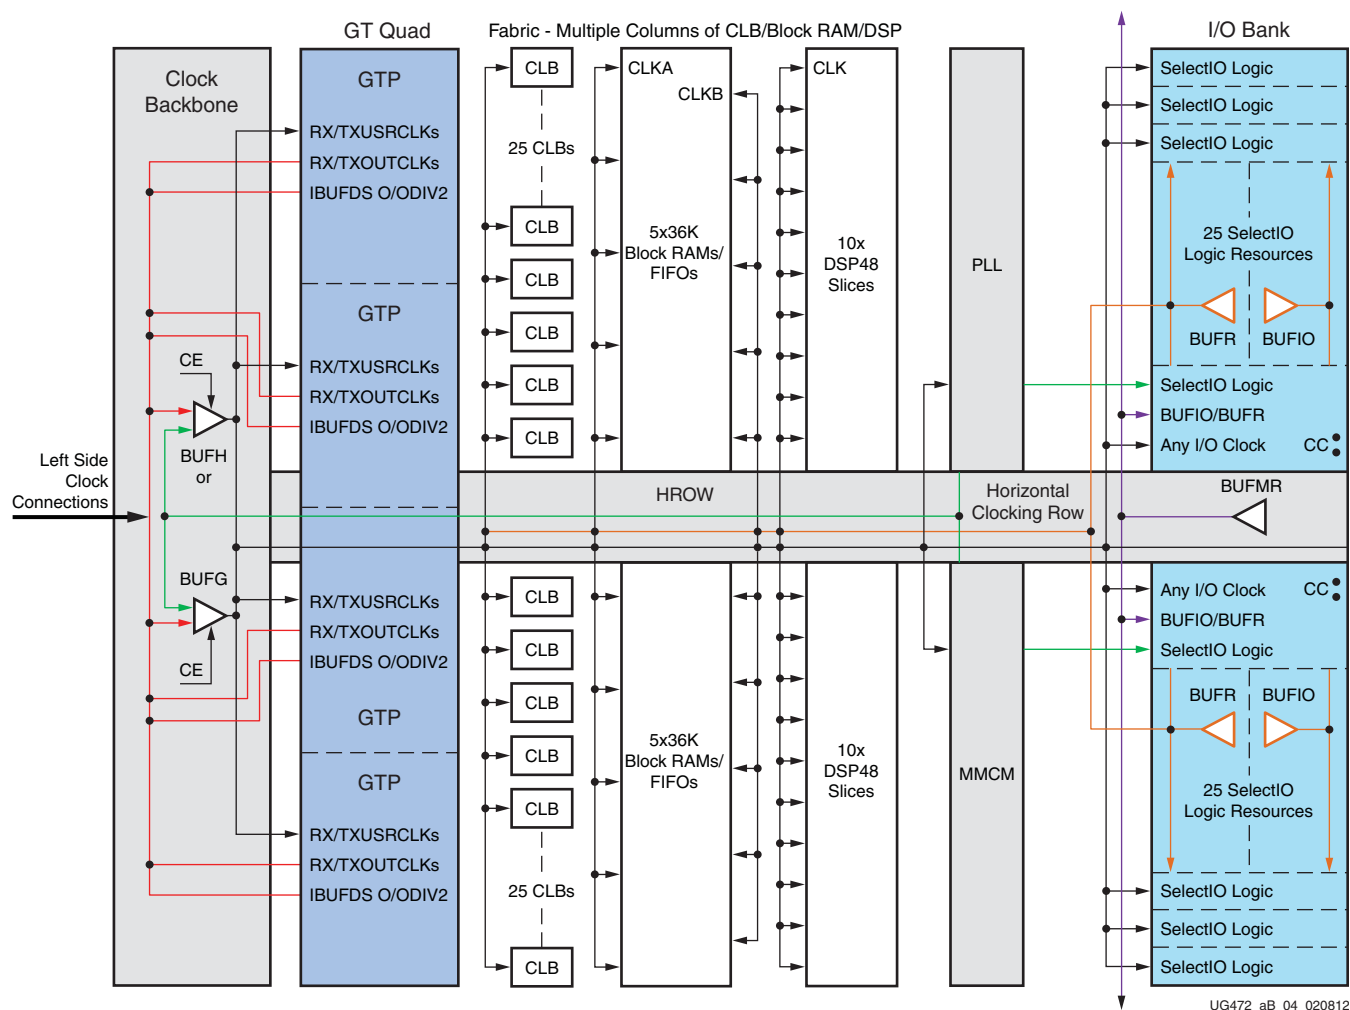 GT Quad
Fabric - Multiple Columns of CLB/Block RAM/DSP
I/O Bank
Clock
Backbone
GTP
RX/TXUSRCLKs
RX/TXOUTCLKs
IBUFDS O/ODIV2
GTP
RX/TXUSRCLKs
RX/TXOUTCLKs
IBUFDS O/ODIV2
CE
BUFH
or
Left Side
Clock
Connections
BUFG
CE
RX/TXUSRCLKs
RX/TXOUTCLKs
IBUFDS O/ODIV2
GTP
GTP
RX/TXUSRCLKs
RX/TXOUTCLKs
IBUFDS O/ODIV2
CLB
25 CLBs
CLB
CLB
CLB
CLB
CLB
CLKA
CLKB
5x36K
Block RAMs/
FIFOs
CLK
10x
DSP48
Slices
PLL
SelectIO Logic
SelectIO Logic
SelectIO Logic
25 SelectIO
Logic Resources
BUFR
BUFIO
SelectIO Logic
BUFIO/BUFR
Any I/O Clock
CC
HROW
Horizontal
Clocking Row
BUFMR
CLB
CLB
CLB
CLB
CLB
25 CLBs
CLB
5x36K
Block RAMs/
FIFOs
10x
DSP48
Slices
MMCM
Any I/O Clock
CC
BUFIO/BUFR
SelectIO Logic
BUFR
BUFIO
25 SelectIO
Logic Resources
SelectIO Logic
SelectIO Logic
SelectIO Logic
UG472_aB_04_020812